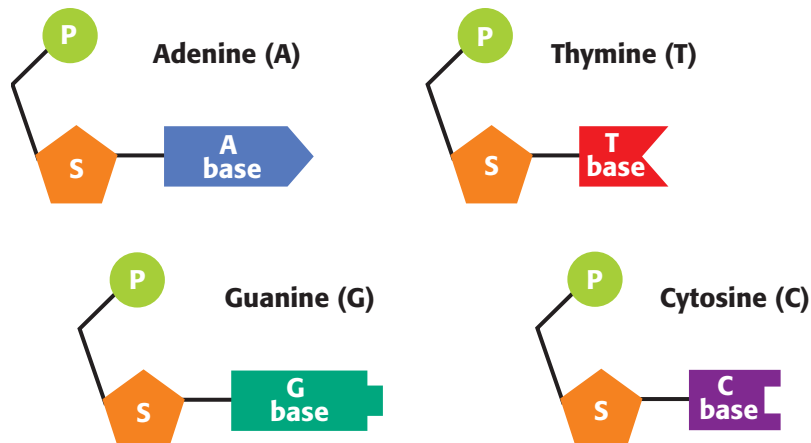 P
Adenine (A)
S
A
base
P
Thymine (T)
S
T
base
P
Guanine (G)
S
G
base
P
Cytosine (C)
S
C
base